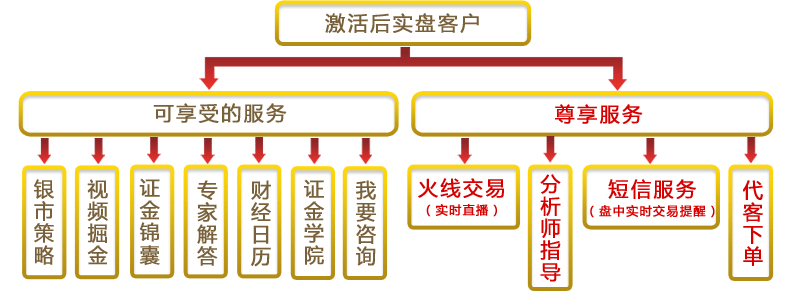 激活后实盘客户
可享受的服务
尊享服务
银市策略
视频掘金
证金锦囊
专家解答
财经日历
证金学院
我要咨询
火线交易
（实时直播）
分析师指导
短信服务
（盘中实时交易提醒）
代客下单